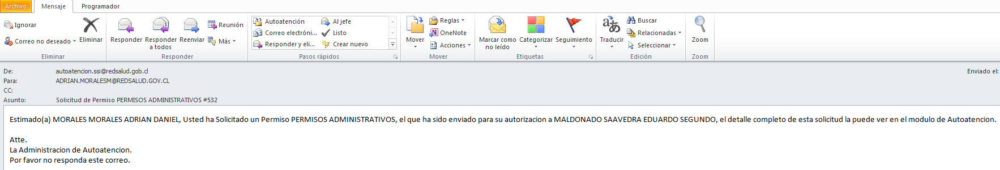 Archivo Mensaje Programador
Ignorar
Correo no deseado
Eliminar
Eliminar
Responder
Responder a todos
Reenviar
Reunión
Más
Responder
Autoatención
Correo electróni...
Responder y eli...
Al jefe
Listo
Crear nuevo
Pasos rápidos
Mover
Reglas
OneNote
Acciones
Mover
Marcar como no leído
Categorizar
Seguimiento
Etiquetas
Traducir
Buscar
Relacionadas
Seleccionar
Edición
Zoom
Zoom
De: autoatencion.ssi@redsalud.gob.cl Enviado el:
Para: ADRIAN.MORALESM@REDSALUD.GOV.CL
CC:
Asunto: Solicitud de Permiso PERMISOS ADMINISTRATIVOS #532
Estimado(a) MORALES MORALES ADRIAN DANIEL, Usted ha Solicitado un Permiso PERMISOS ADMINISTRATIVOS, el que ha sido enviado para su autorizacion a MALDONADO SAAVEDRA EDUARDO SEGUNDO, el detalle completo de esta solicitud la puede ver en el modulo de Autoatencion.
Atte.
La Administracion de Autoatencion.
Por favor no responda este correo.